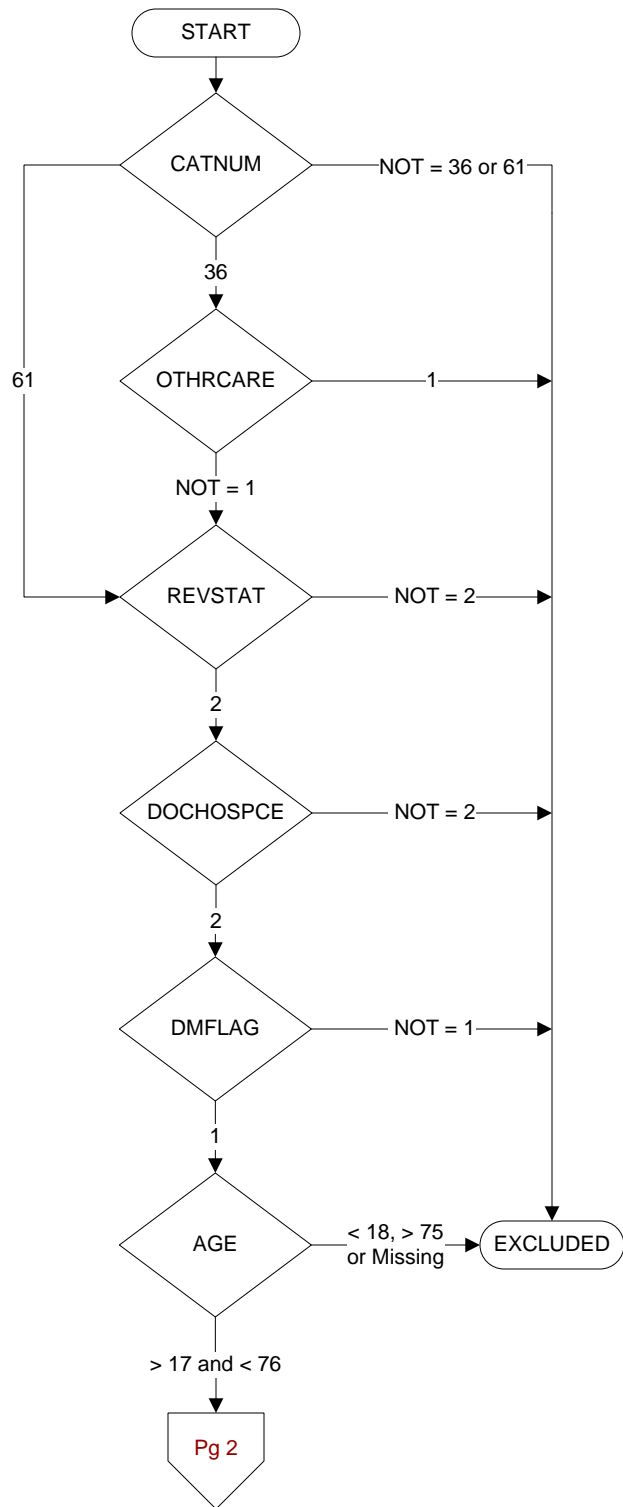 START
CATNUM
NOT = 36 or 61
36
OTHRCARE
1
61
NOT = 1
REVSTAT
NOT = 2
2
DOCHOSPCE
NOT = 2
2
DMFLAG
NOT = 1
1
AGE
< 18, > 75
or Missing
EXCLUDED
> 17 and < 76
Pg 2